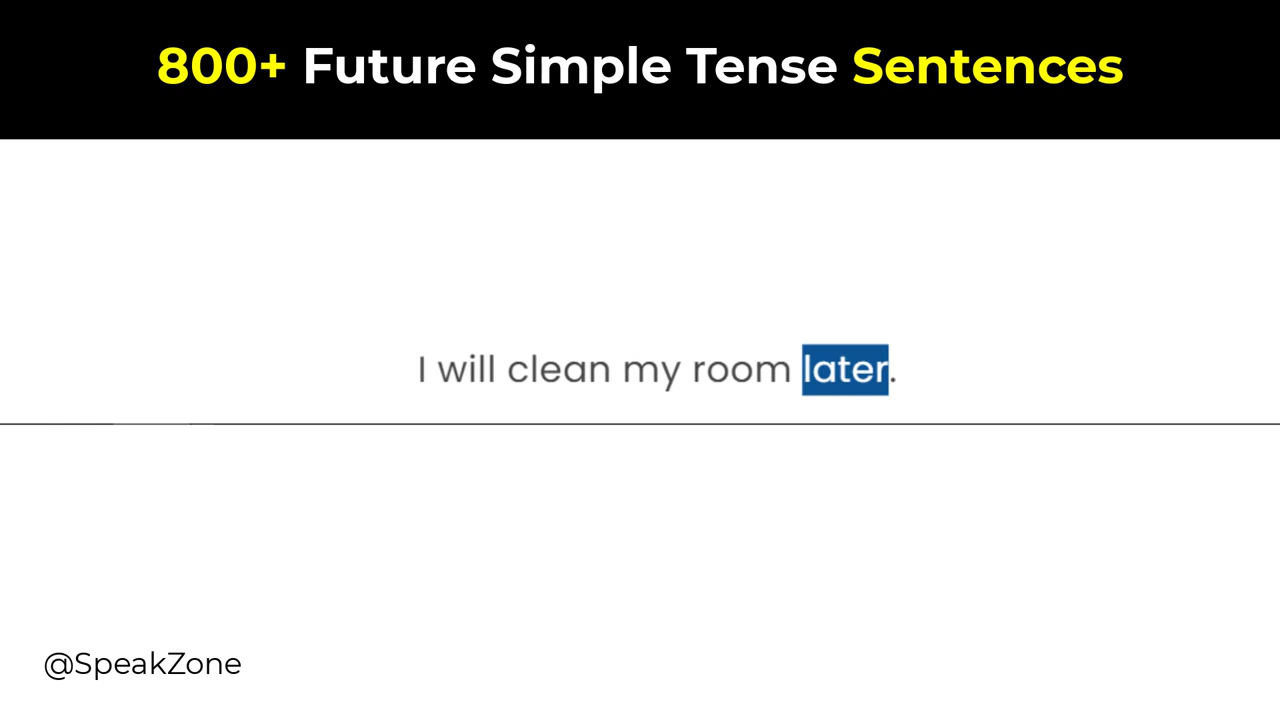 800+ Future Simple Tense Sentences
I will clean my room later.
@SpeakZone